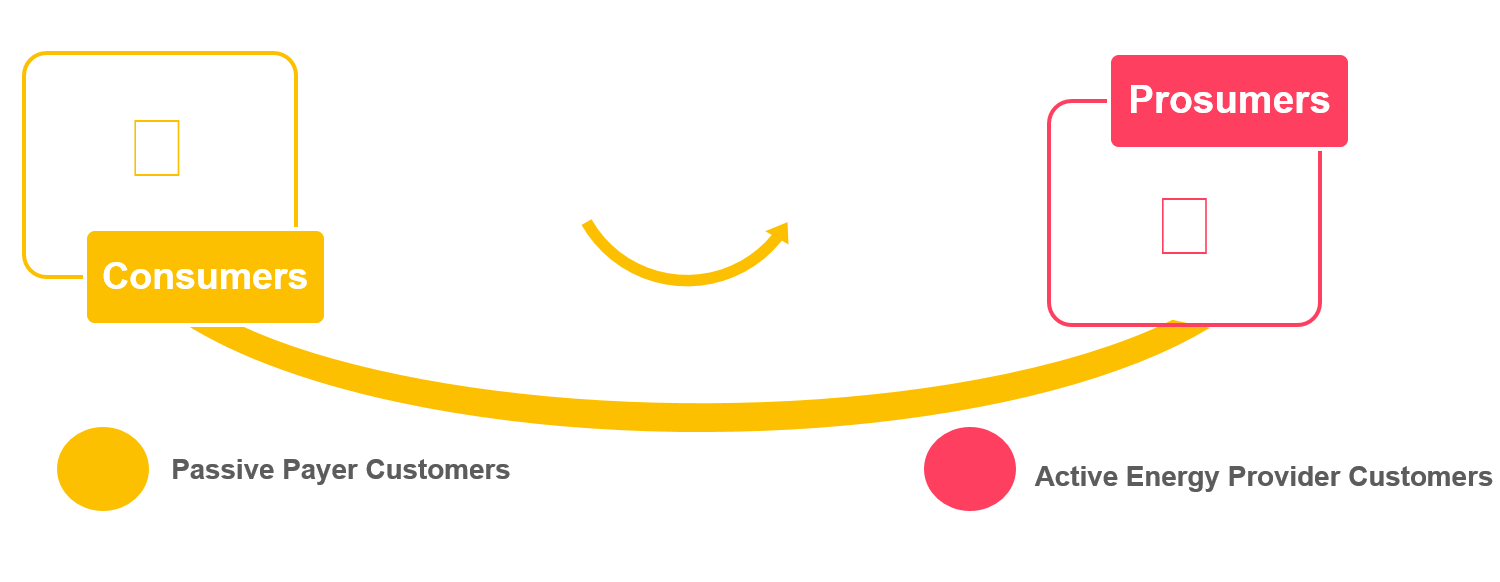 Prosumers
Consumers
Passive Payer Customers
Active Energy Provider Customers